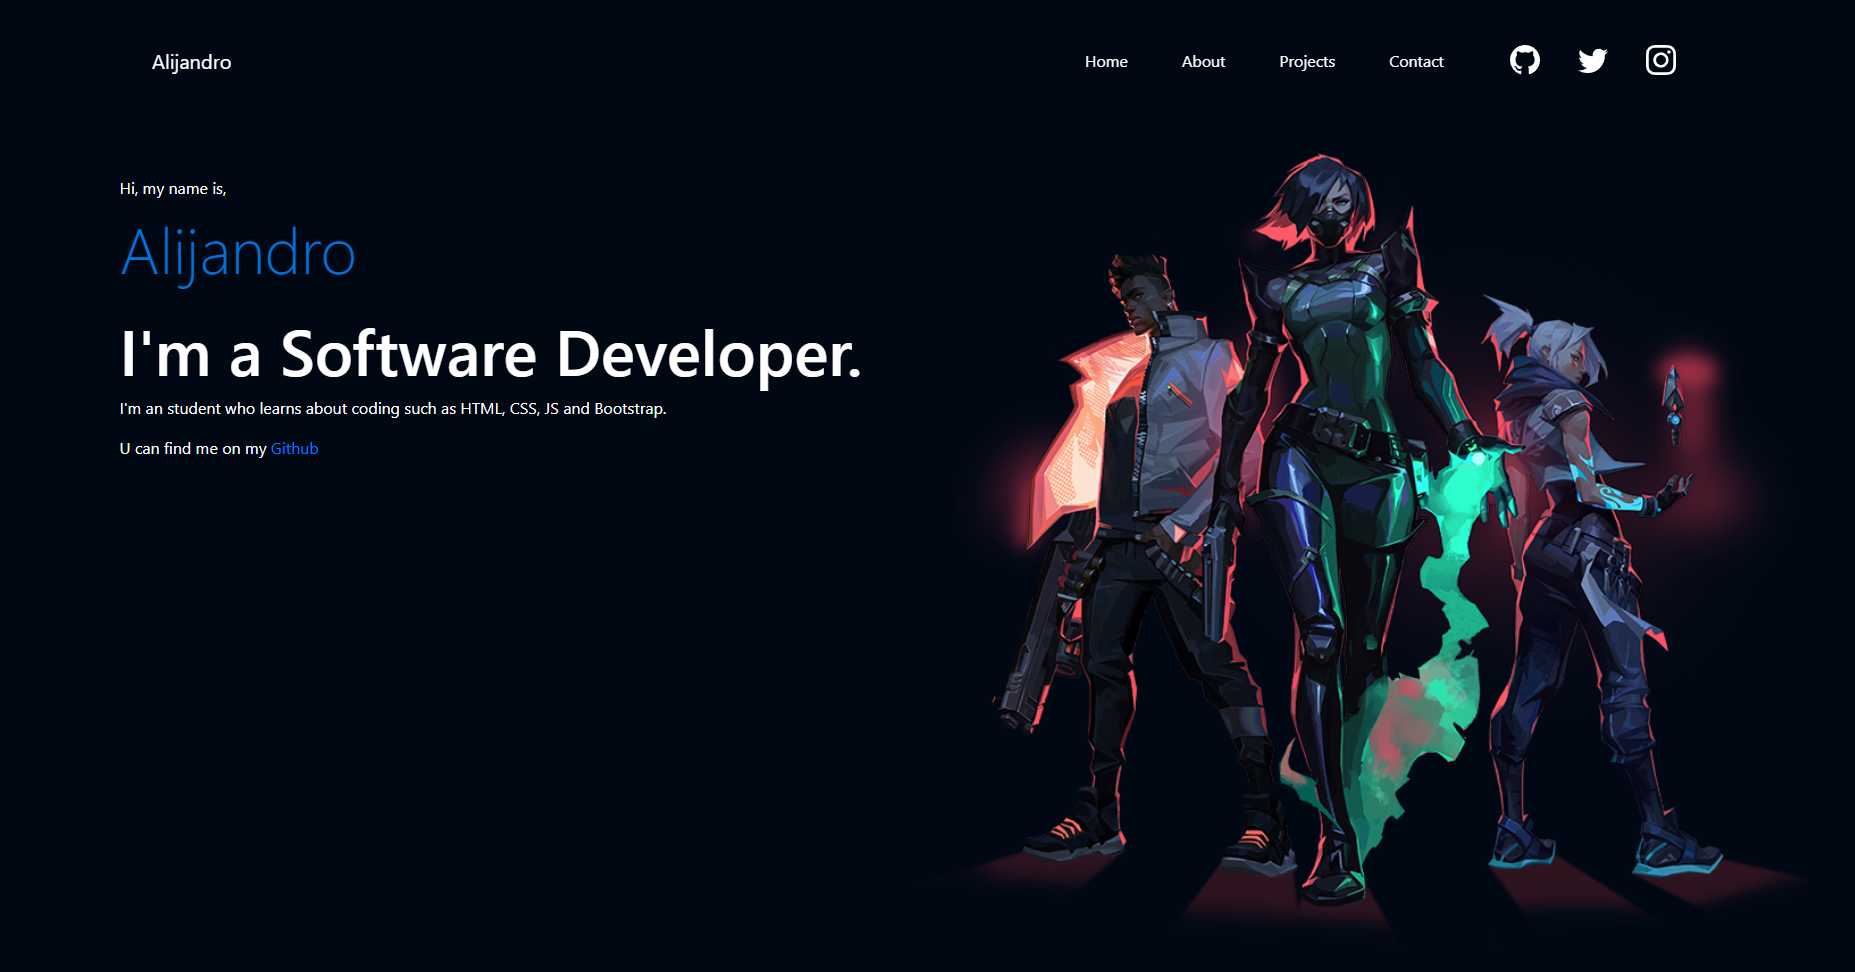 Alijandro
Home About Projects Contact
Hi, my name is,
Alijandro
I'm a Software Developer.
I'm an student who learns about coding such as HTML, CSS, JS and Bootstrap.
U can find me on my Github